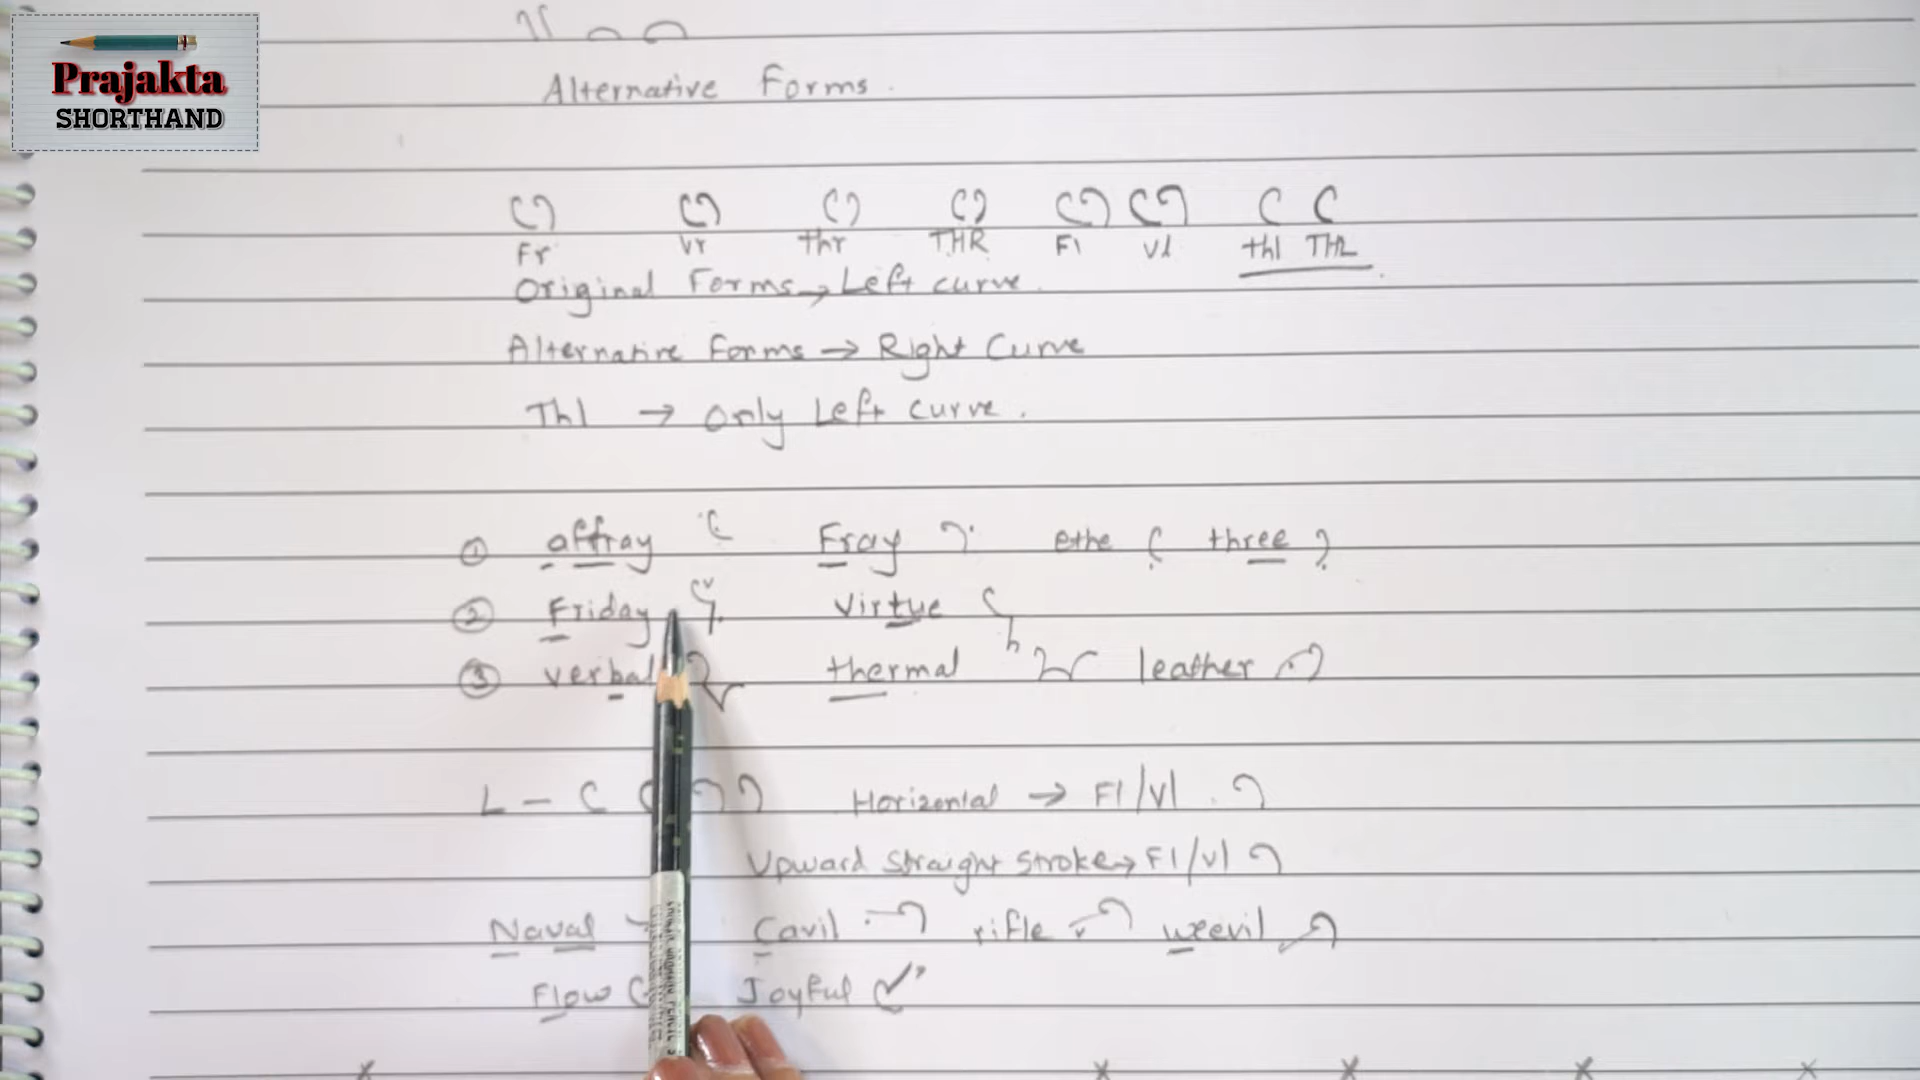 Prajakta
SHORTHAND
Alternative Forms.
Fr Vr thr THR Fl Vl thl THL
Original Forms → Left curve.
Alternative Forms → Right Curve
Thl → only Left curve.
① affray Fray ethe three
② Friday Virtue
③ verbal thermal leather
L - Horizontal → Fl/Vl.
Upward straight stroke → Fl/Vl
Naval Cavil rifle weevil
Flow Joyful